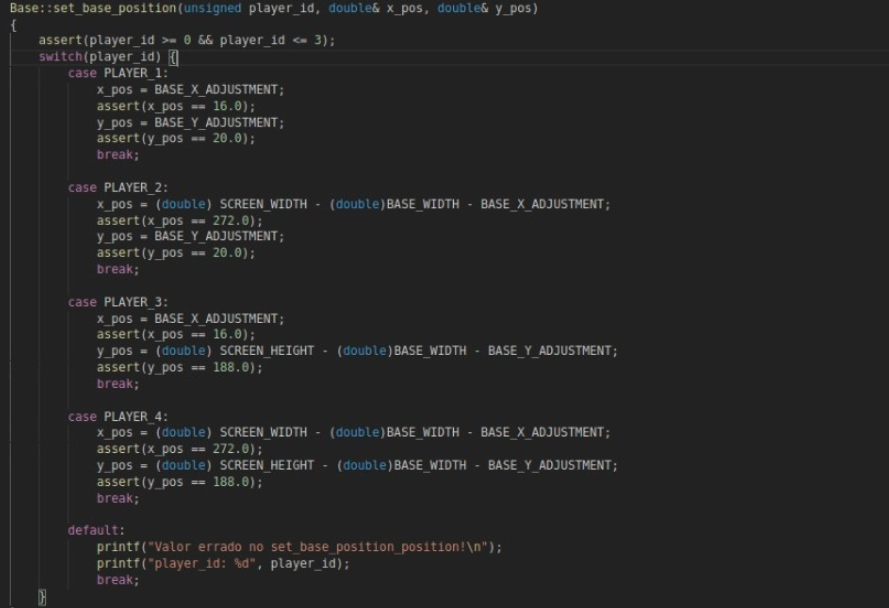 Base::set_base_position(unsigned player_id, double& x_pos, double& y_pos)
{
    assert(player_id >= 0 && player_id <= 3);
    switch(player_id) {
        case PLAYER_1:
            x_pos = BASE_X_ADJUSTMENT;
            assert(x_pos == 16.0);
            y_pos = BASE_Y_ADJUSTMENT;
            assert(y_pos == 20.0);
            break;

        case PLAYER_2:
            x_pos = (double) SCREEN_WIDTH - (double)BASE_WIDTH - BASE_X_ADJUSTMENT;
            assert(x_pos == 272.0);
            y_pos = BASE_Y_ADJUSTMENT;
            assert(y_pos == 20.0);
            break;

        case PLAYER_3:
            x_pos = BASE_X_ADJUSTMENT;
            assert(x_pos == 16.0);
            y_pos = (double) SCREEN_HEIGHT - (double)BASE_WIDTH - BASE_Y_ADJUSTMENT;
            assert(y_pos == 188.0);
            break;

        case PLAYER_4:
            x_pos = (double) SCREEN_WIDTH - (double)BASE_WIDTH - BASE_X_ADJUSTMENT;
            assert(x_pos == 272.0);
            y_pos = (double) SCREEN_HEIGHT - (double)BASE_WIDTH - BASE_Y_ADJUSTMENT;
            assert(y_pos == 188.0);
            break;

        default:
            printf("Valor errado no set_base_position_position!\n");
            printf("player_id: %d", player_id);
            break;
    }